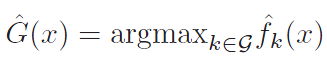 Ĝ(x) = argmax_{k∈𝒢} f̂_k(x)